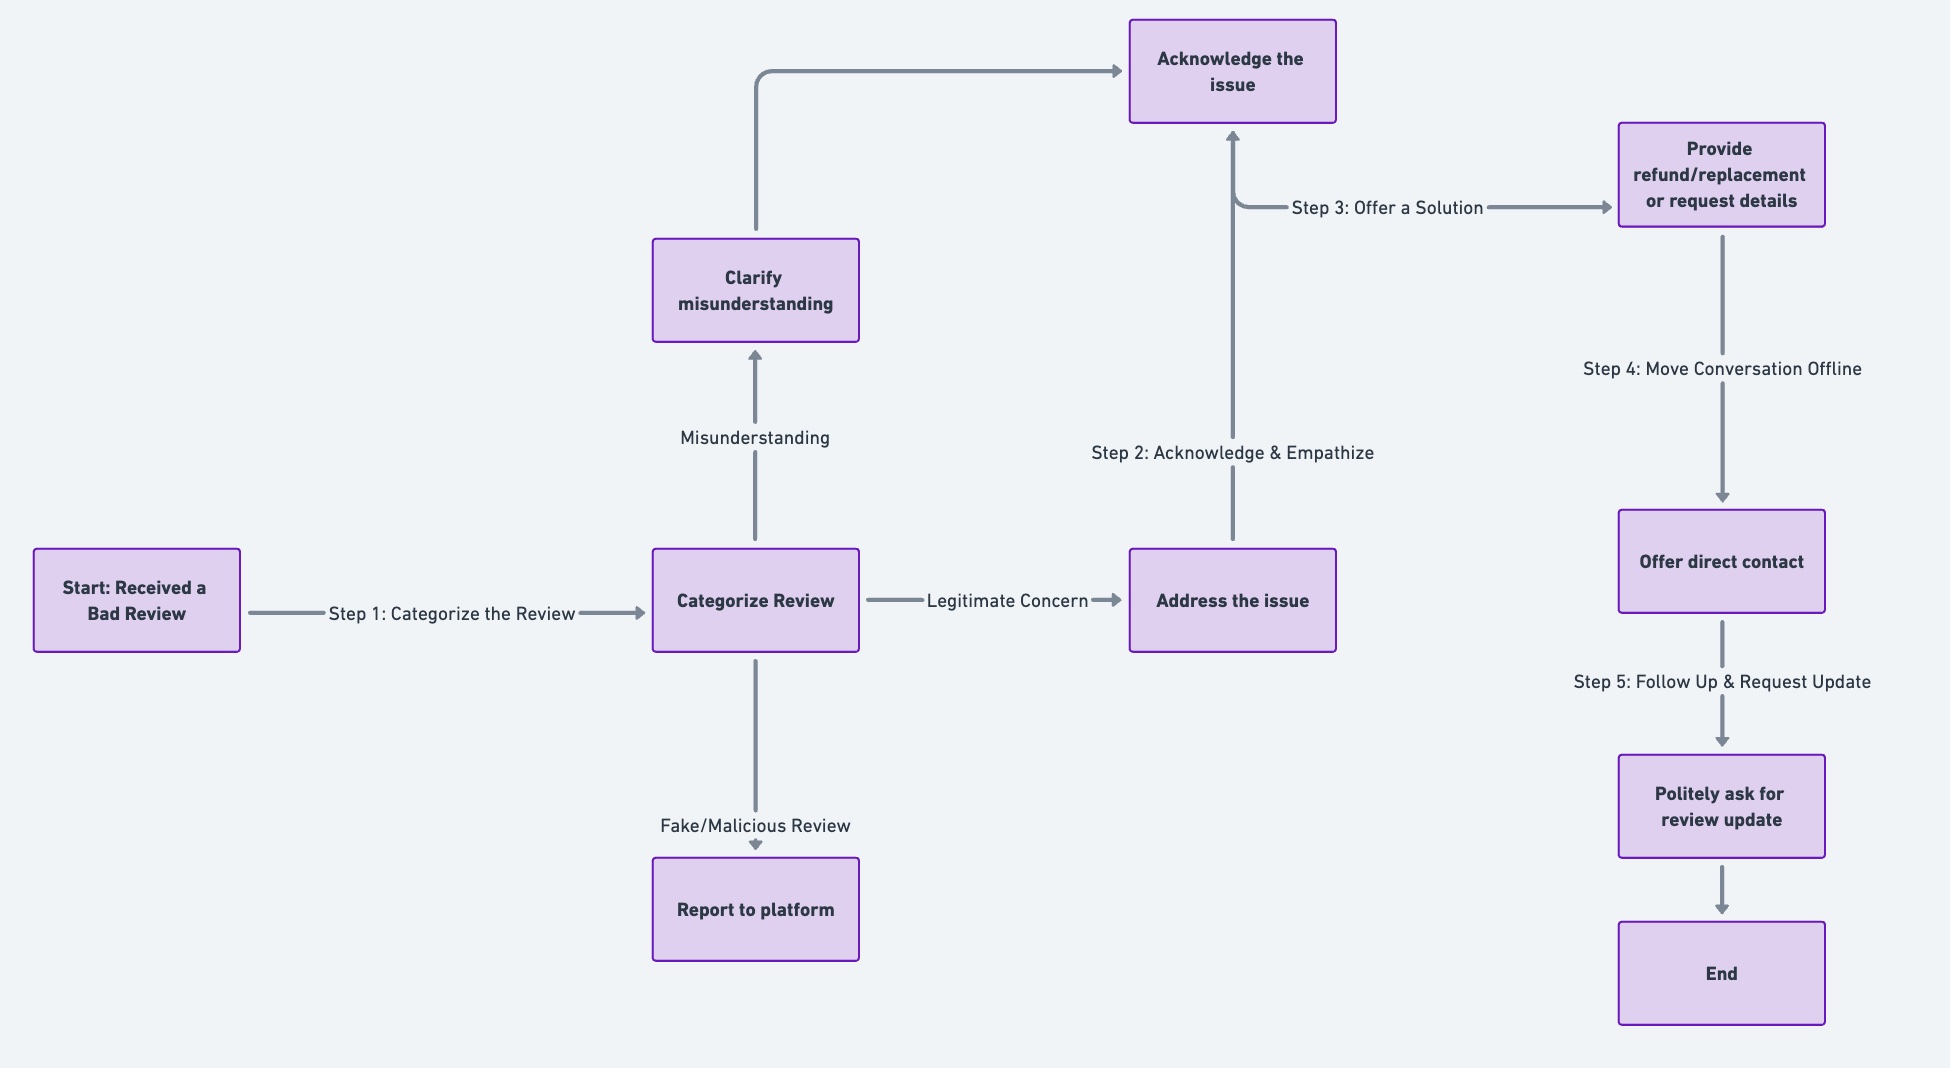 Acknowledge the
issue
Provide
refund/replacement
or request details
Step 3: Offer a Solution
Clarify
misunderstanding
Step 4: Move Conversation Offline
Misunderstanding
Step 2: Acknowledge & Empathize
Start: Received a
Bad Review
Step 1: Categorize the Review
Categorize Review
Legitimate Concern
Address the issue
Offer direct contact
Step 5: Follow Up & Request Update
Fake/Malicious Review
Politely ask for
review update
Report to platform
End